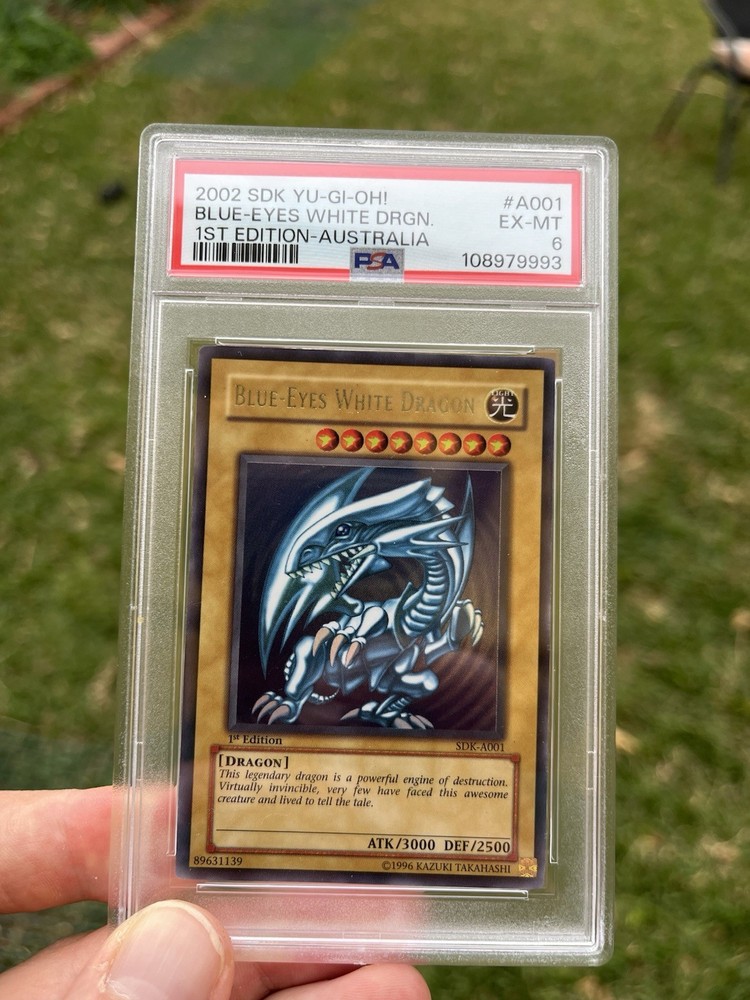 2002 SDK YU-GI-OH! #A001
BLUE-EYES WHITE DRGN. EX-MT
1ST EDITION-AUSTRALIA 6
PSA 108979993
BLUE-EYES WHITE DRAGON
LIGHT
光
1st Edition SDK-A001
[DRAGON]
This legendary dragon is a powerful engine of destruction.
Virtually invincible, very few have faced this awesome
creature and lived to tell the tale.
ATK/3000 DEF/2500
89631139 ©1996 KAZUKI TAKAHASHI